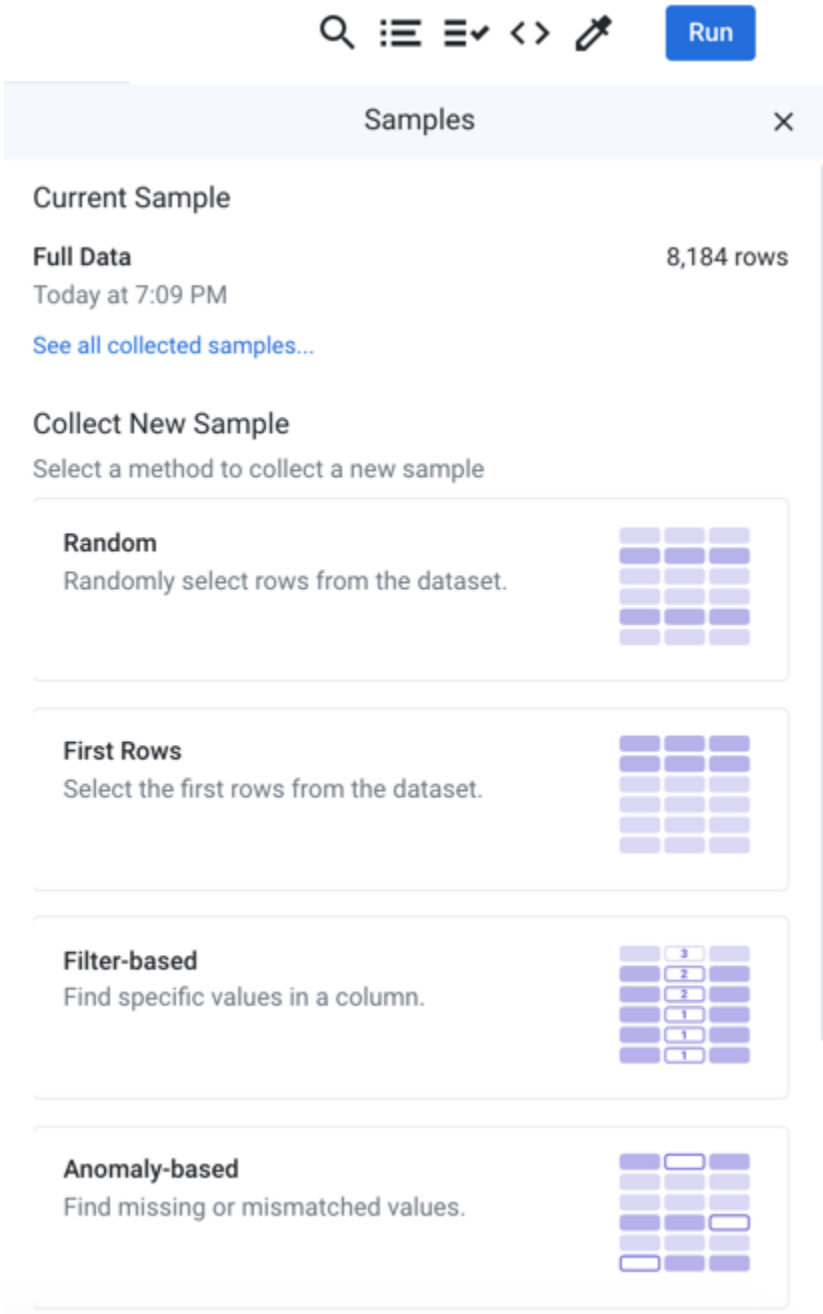 Run
Samples
Current Sample
Full Data 8,184 rows
Today at 7:09 PM
See all collected samples...
Collect New Sample
Select a method to collect a new sample
Random
Randomly select rows from the dataset.
First Rows
Select the first rows from the dataset.
Filter-based
Find specific values in a column.
3
2
2
1
1
1
Anomaly-based
Find missing or mismatched values.